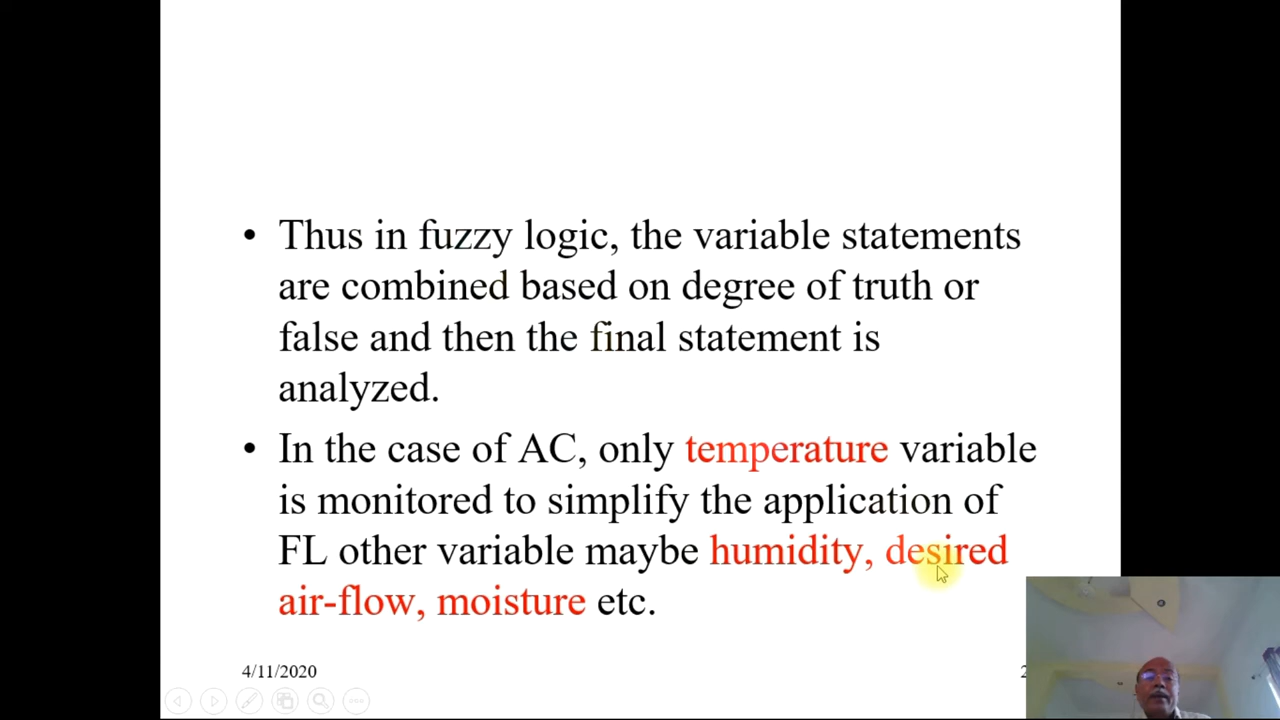 • Thus in fuzzy logic, the variable statements
are combined based on degree of truth or
false and then the final statement is
analyzed.
• In the case of AC, only temperature variable
is monitored to simplify the application of
FL other variable maybe humidity, desired
air-flow, moisture etc.
4/11/2020